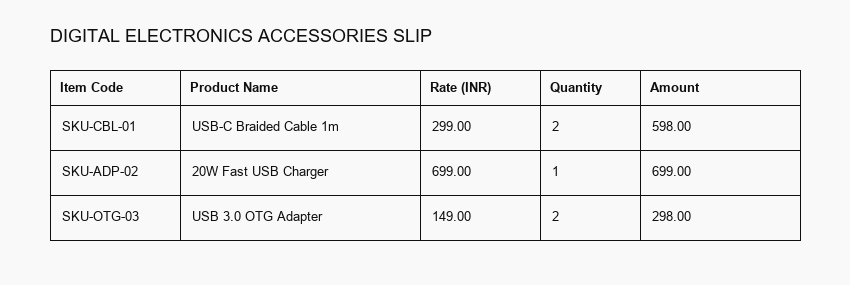 DIGITAL ELECTRONICS ACCESSORIES SLIP
Item Code Product Name Rate (INR) Quantity Amount
SKU-CBL-01 USB-C Braided Cable 1m 299.00 2 598.00
SKU-ADP-02 20W Fast USB Charger 699.00 1 699.00
SKU-OTG-03 USB 3.0 OTG Adapter 149.00 2 298.00